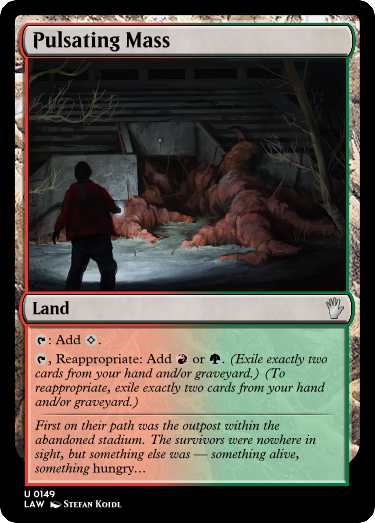 Pulsating Mass
Land
: Add .
, Reappropriate: Add or . (Exile exactly two
cards from your hand and/or graveyard.) (To
reappropriate, exile exactly two cards from your hand
and/or graveyard.)
First on their path was the outpost within the
abandoned stadium. The survivors were nowhere in
sight, but something else was — something alive,
something hungry…
U 0149
LAW STEFAN KOIDL